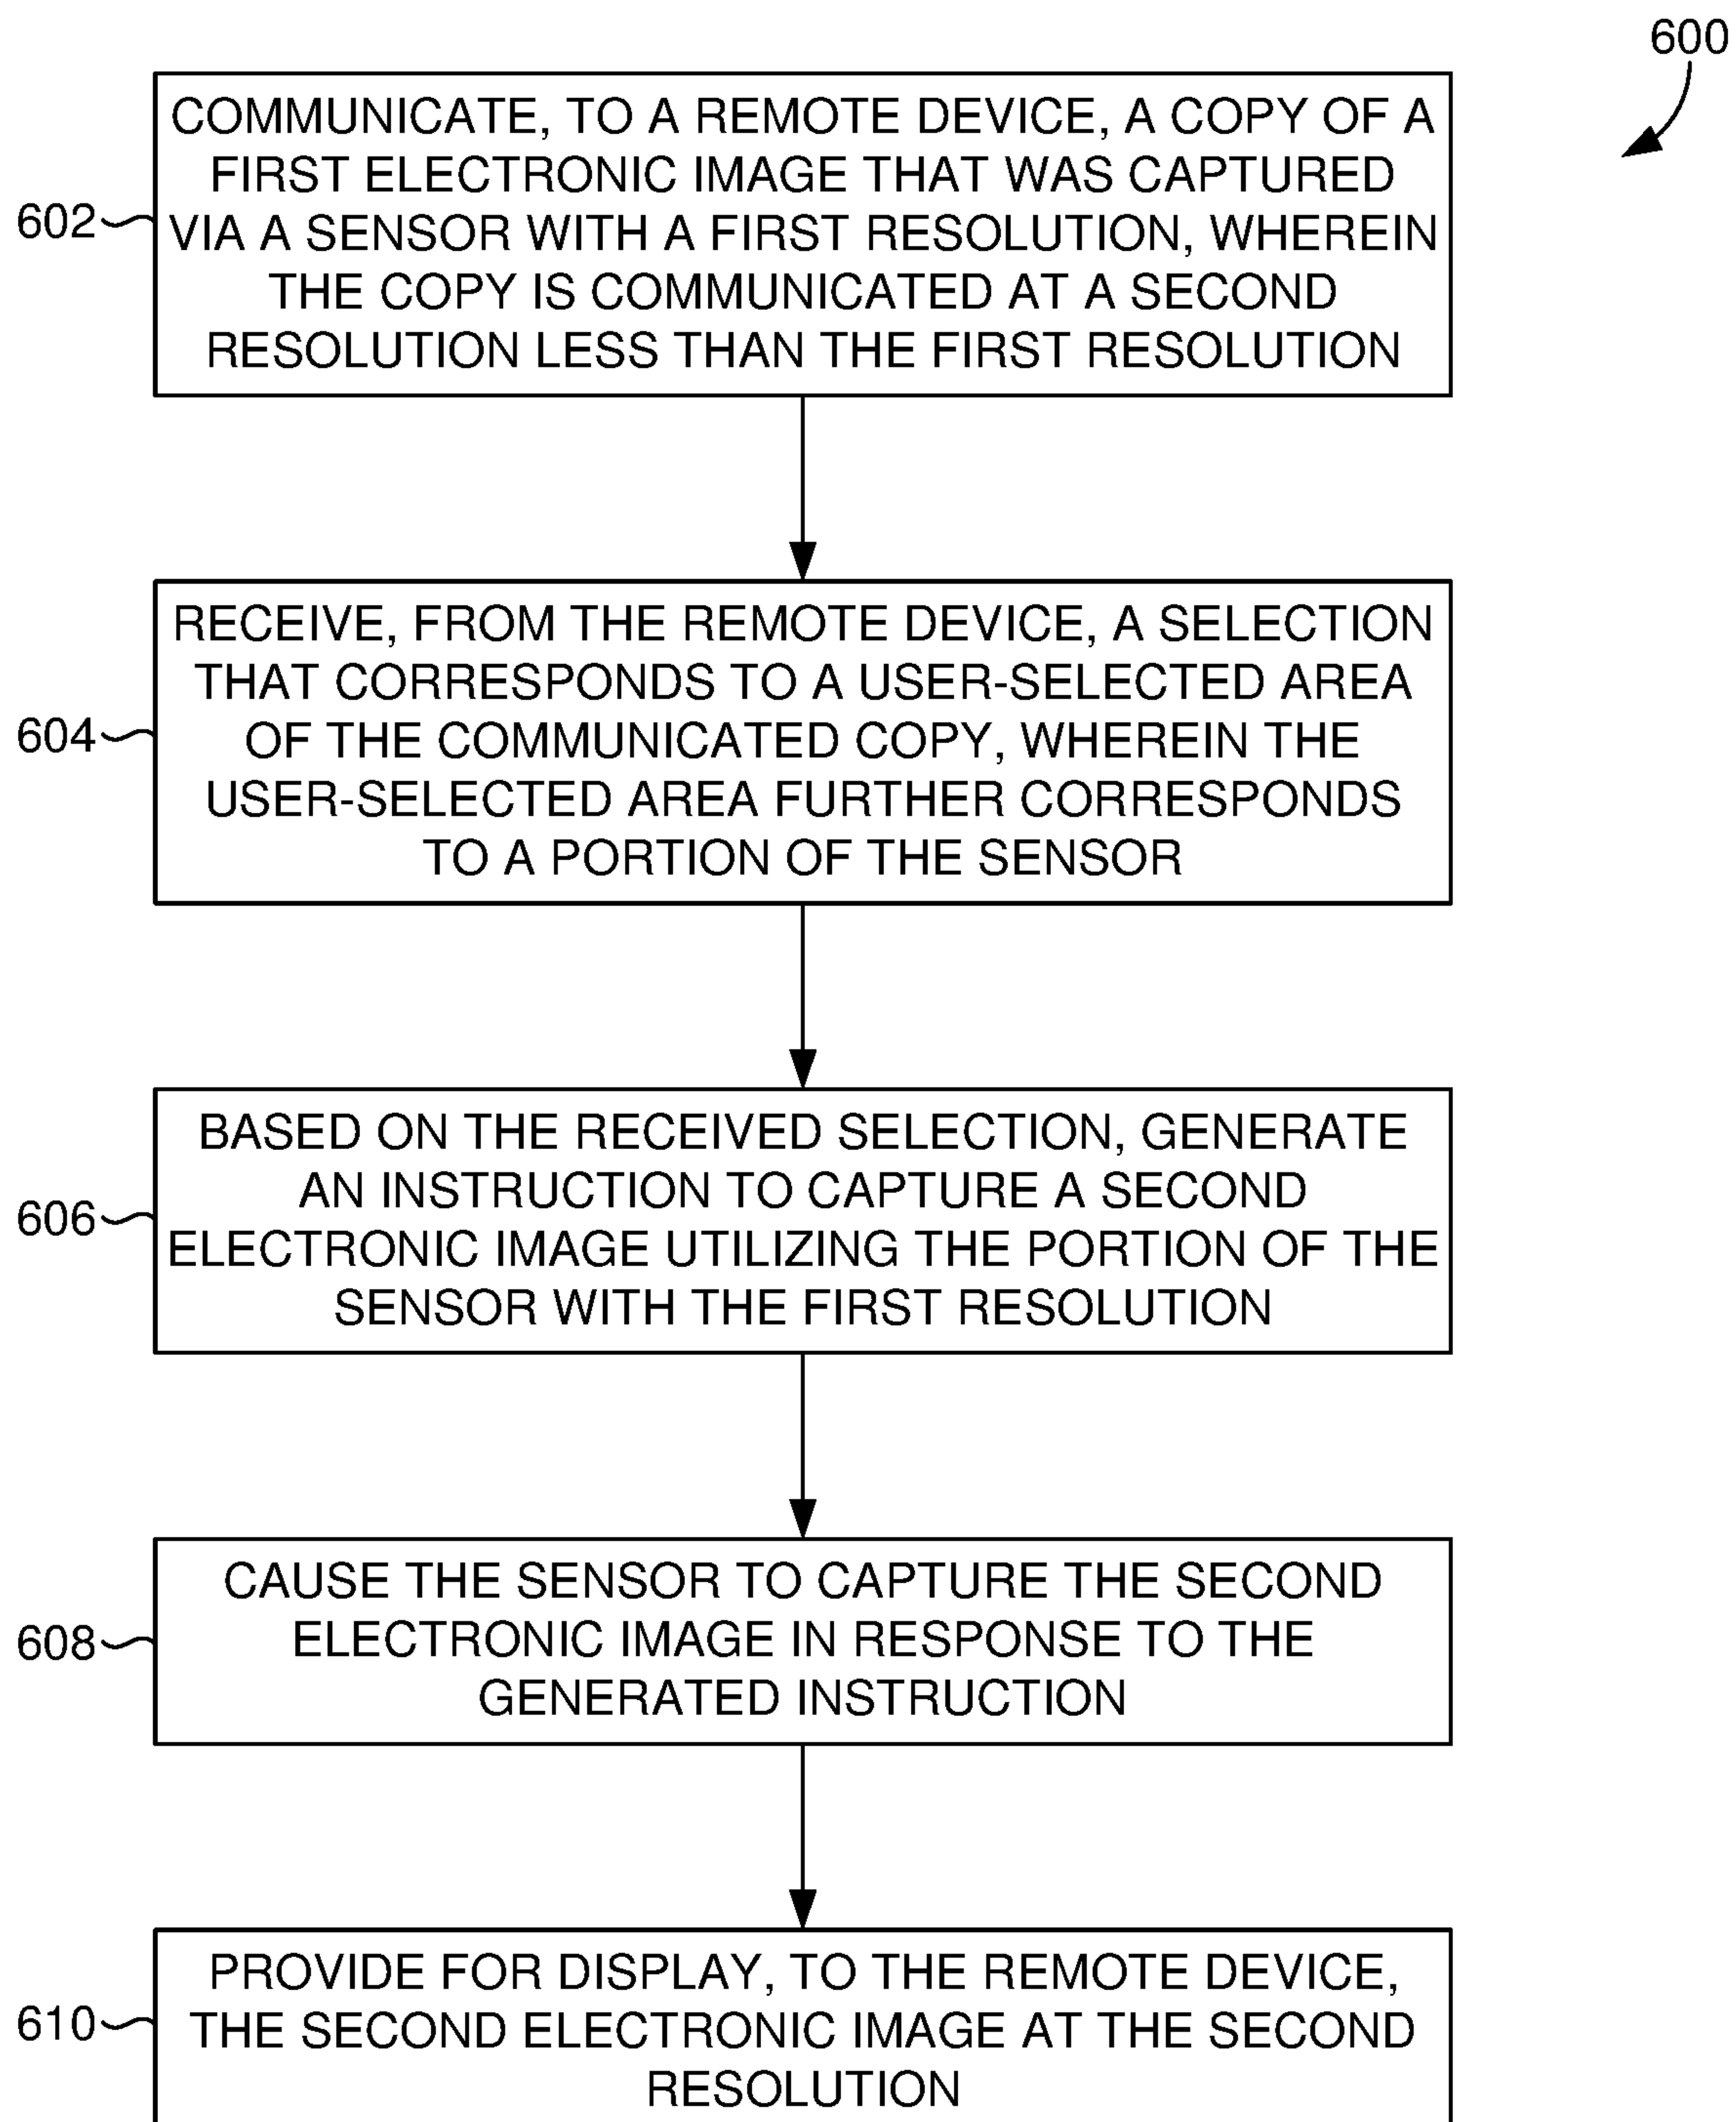 600
COMMUNICATE, TO A REMOTE DEVICE, A COPY OF A
FIRST ELECTRONIC IMAGE THAT WAS CAPTURED
VIA A SENSOR WITH A FIRST RESOLUTION, WHEREIN
THE COPY IS COMMUNICATED AT A SECOND
RESOLUTION LESS THAN THE FIRST RESOLUTION
602
RECEIVE, FROM THE REMOTE DEVICE, A SELECTION
THAT CORRESPONDS TO A USER-SELECTED AREA
OF THE COMMUNICATED COPY, WHEREIN THE
USER-SELECTED AREA FURTHER CORRESPONDS
TO A PORTION OF THE SENSOR
604
BASED ON THE RECEIVED SELECTION, GENERATE
AN INSTRUCTION TO CAPTURE A SECOND
ELECTRONIC IMAGE UTILIZING THE PORTION OF THE
SENSOR WITH THE FIRST RESOLUTION
606
CAUSE THE SENSOR TO CAPTURE THE SECOND
ELECTRONIC IMAGE IN RESPONSE TO THE
GENERATED INSTRUCTION
608
PROVIDE FOR DISPLAY, TO THE REMOTE DEVICE,
THE SECOND ELECTRONIC IMAGE AT THE SECOND
RESOLUTION
610